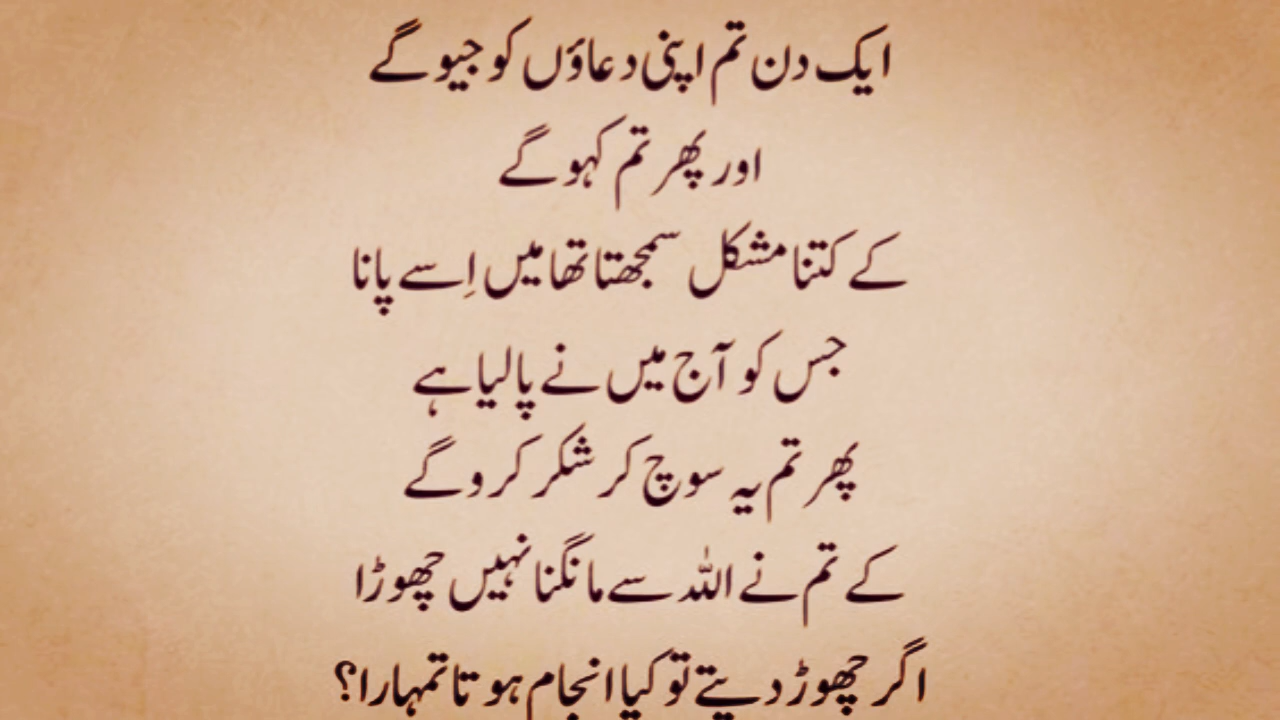 ایک دن تم اپنی دعاؤں کو جیو گے
اور پھر تم کہو گے
کے کتنا مشکل سمجھتا تھا میں اِسے پانا
جس کو آج میں نے پا لیا ہے
پھر تم یہ سوچ کر شکر کرو گے
کے تم نے اللہ سے مانگنا نہیں چھوڑا
اگر چھوڑ دیتے تو کیا انجام ہوتا تمہارا؟